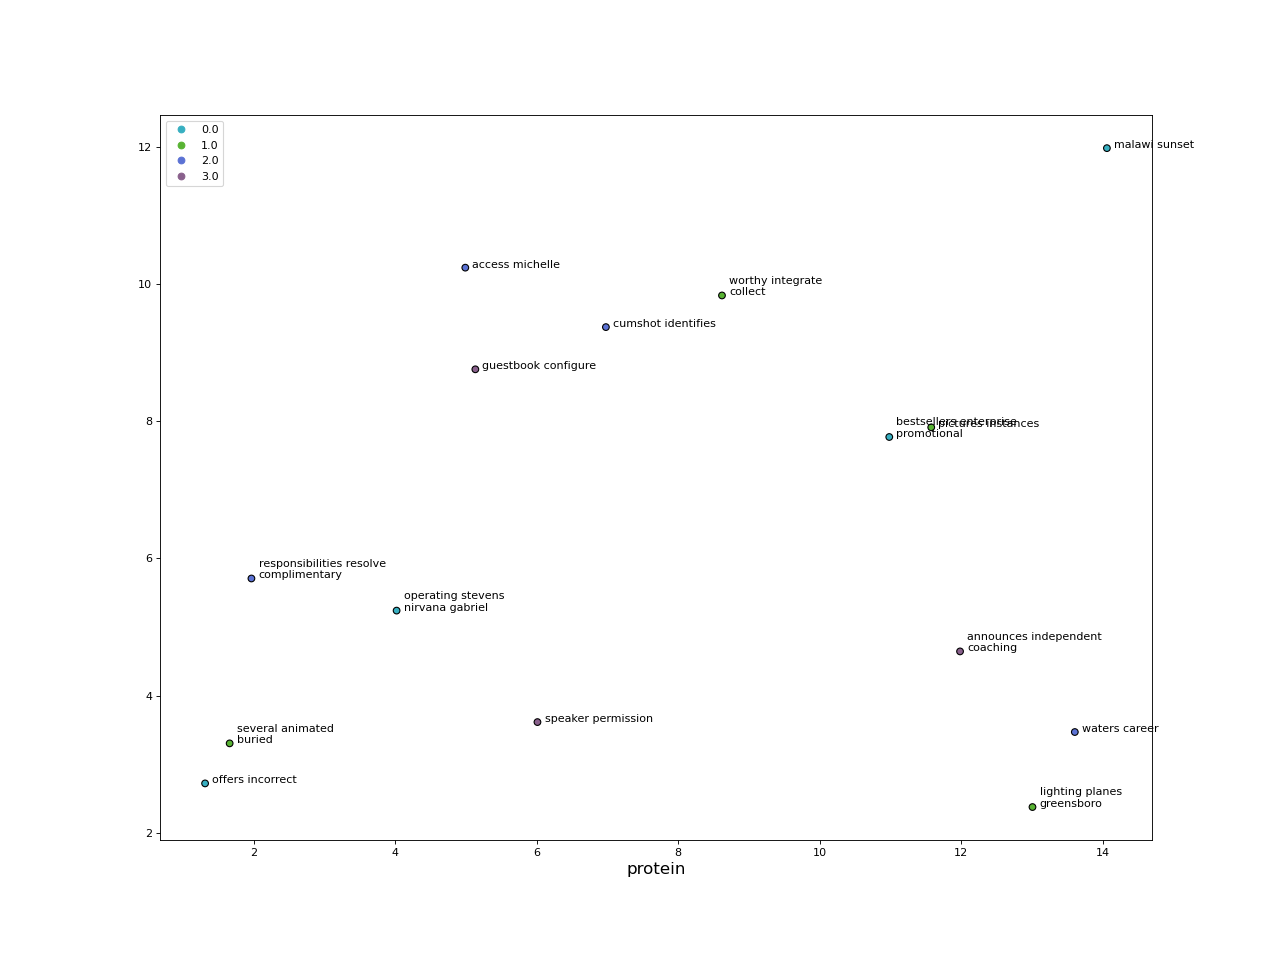 0.0
1.0
2.0
3.0
12
10
8
6
4
2
malawi sunset
access michelle
worthy integrate
collect
cumshot identifies
guestbook configure
bestsellers enterprise
promotional
pictures instances
responsibilities resolve
complimentary
operating stevens
nirvana gabriel
announces independent
coaching
speaker permission
several animated
buried
waters career
offers incorrect
lighting planes
greensboro
2
4
6
8
10
12
14
protein